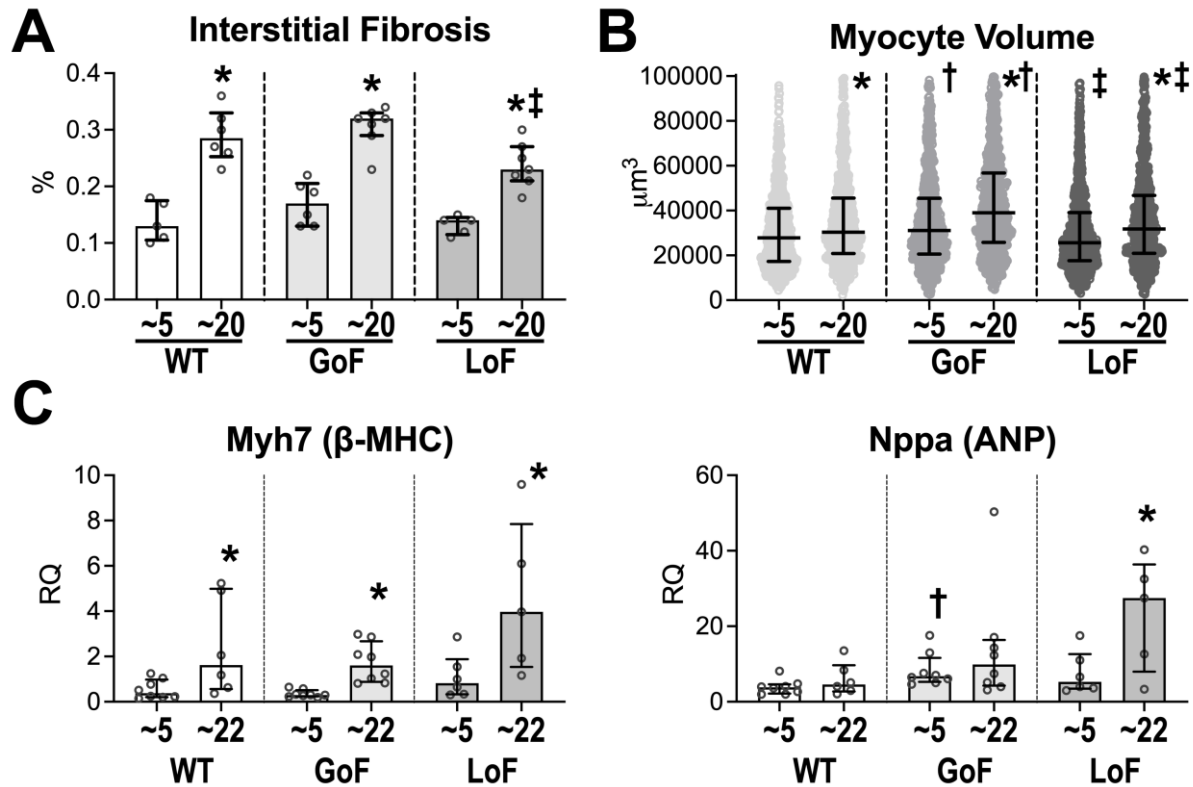 A
Interstitial Fibrosis
*
*
*‡
0.4
0.3
0.2
0.1
0.0
%
~5 ~20 ~5 ~20 ~5 ~20
WT GoF LoF
B
Myocyte Volume
* † *† ‡ *‡
100000
80000
60000
40000
20000
0
μm³
~5 ~20 ~5 ~20 ~5 ~20
WT GoF LoF
C
Myh7 (β-MHC)
*
*
*
10
8
6
4
2
0
RQ
~5 ~22 ~5 ~22 ~5 ~22
WT GoF LoF
Nppa (ANP)
*
†
60
40
20
0
RQ
~5 ~22 ~5 ~22 ~5 ~22
WT GoF LoF